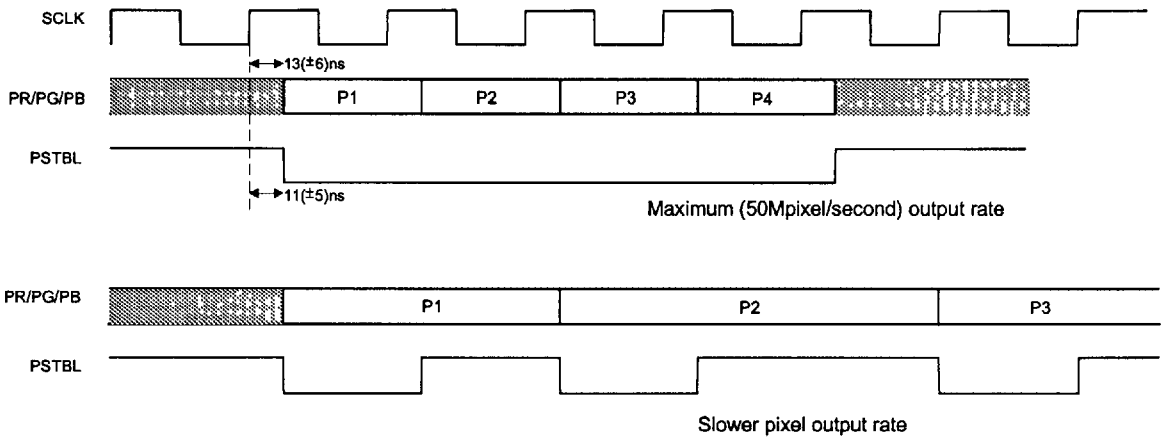 SCLK
13(±6)ns
PR/PG/PB P1 P2 P3 P4
PSTBL
11(±5)ns
Maximum (50Mpixel/second) output rate
PR/PG/PB P1 P2 P3
PSTBL
Slower pixel output rate